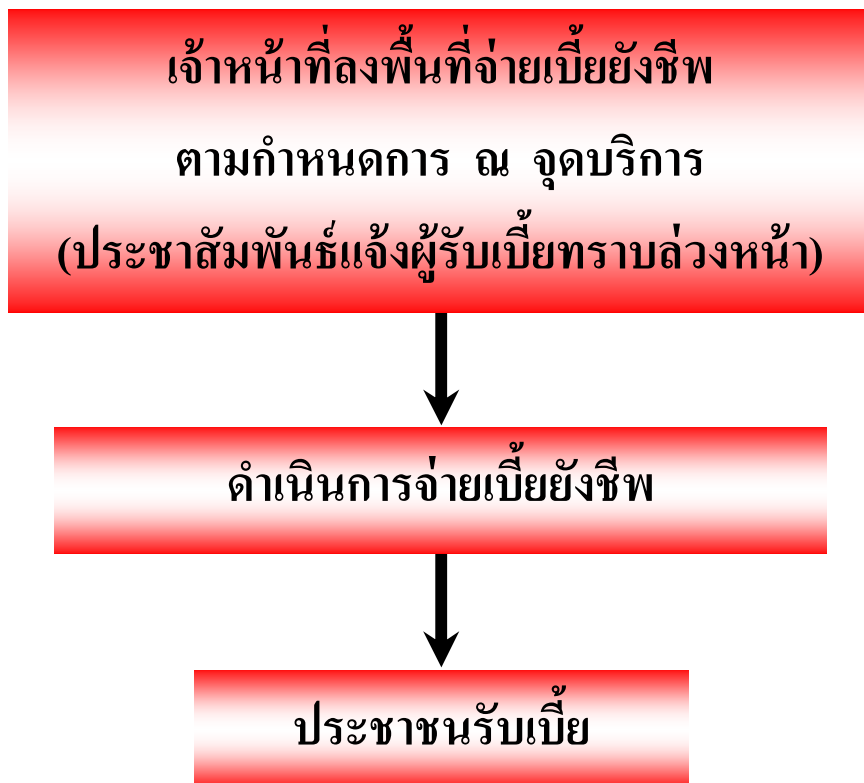 เจ้าหน้าที่ลงพื้นที่จ่ายเบี้ยยังชีพ
ตามกำหนดการ ณ จุดบริการ
(ประชาสัมพันธ์แจ้งผู้รับเบี้ยทราบล่วงหน้า)
ดำเนินการจ่ายเบี้ยยังชีพ
ประชาชนรับเบี้ย